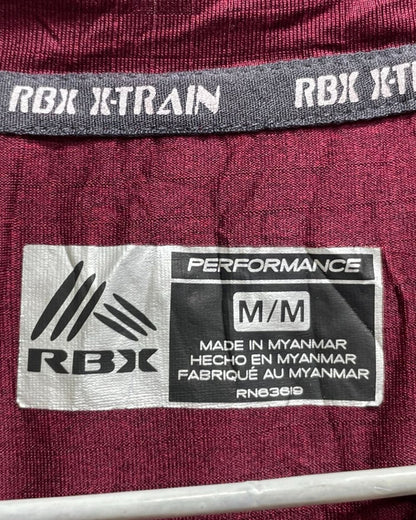 RBX X-TRAIN RBX X-T
PERFORMANCE
M/M
RBX
MADE IN MYANMAR
HECHO EN MYANMAR
FABRIQUÉ AU MYANMAR
RN63619